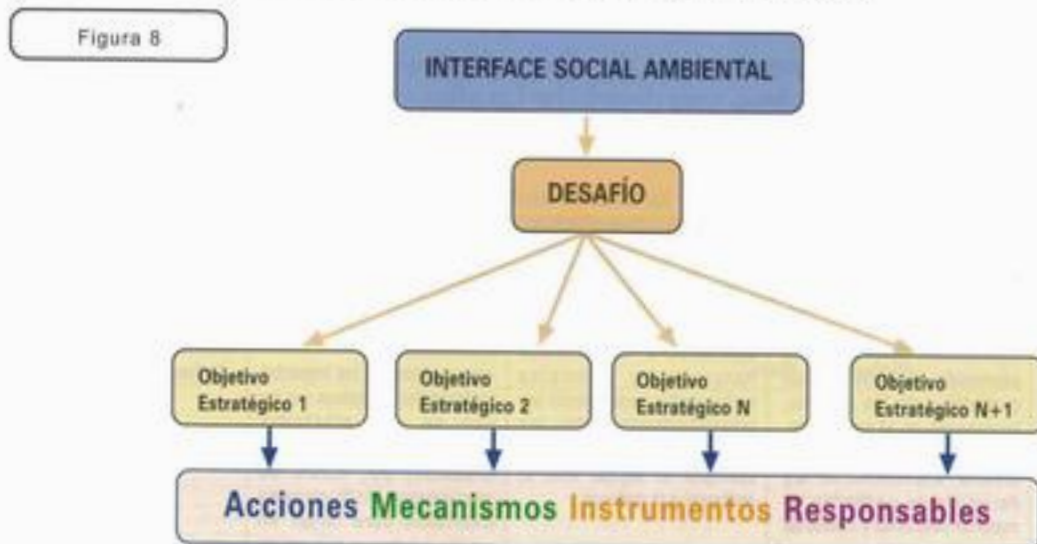 Figura 8
INTERFACE SOCIAL AMBIENTAL
DESAFÍO
Objetivo
Estratégico 1
Objetivo
Estratégico 2
Objetivo
Estratégico N
Objetivo
Estratégico N+1
Acciones Mecanismos Instrumentos Responsables